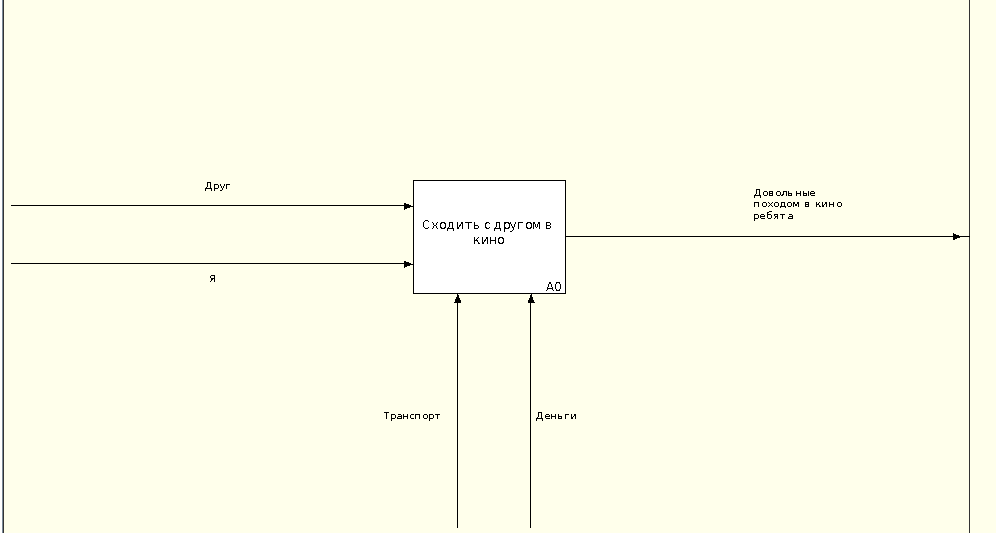 Друг
Довольные
походом в кино
ребята
Сходить с другом в
кино
Я
A0
Транспорт
Деньги